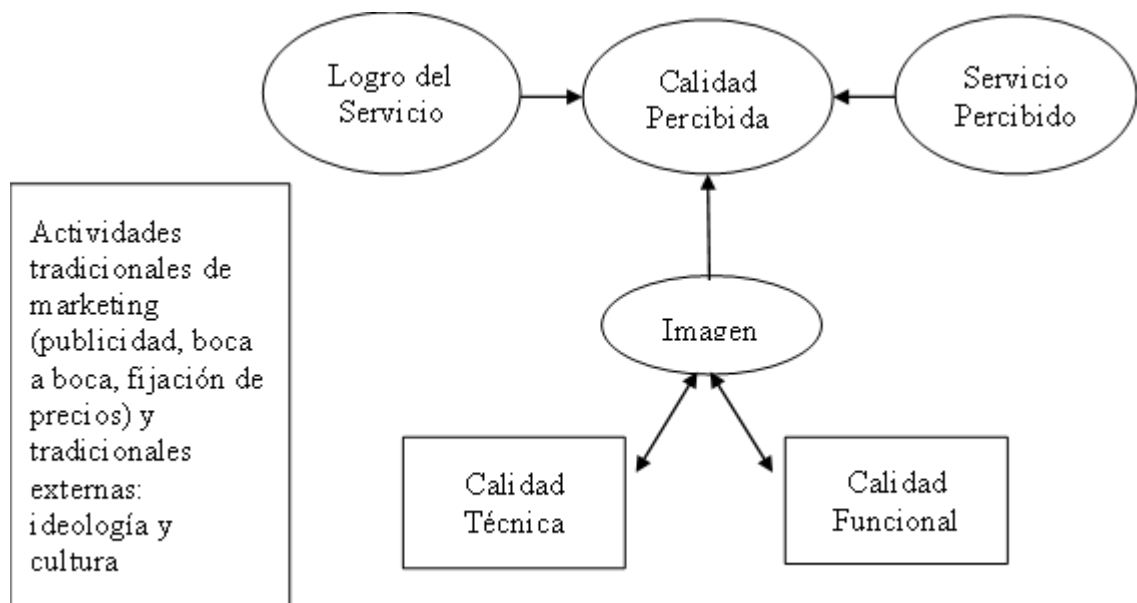 Logro del
Servicio
Calidad
Percibida
Servicio
Percibido
Actividades
tradicionales de
marketing
(publicidad, boca
a boca, fijación de
precios) y
tradicionales
externas:
ideología y
cultura
Imagen
Calidad
Técnica
Calidad
Funcional